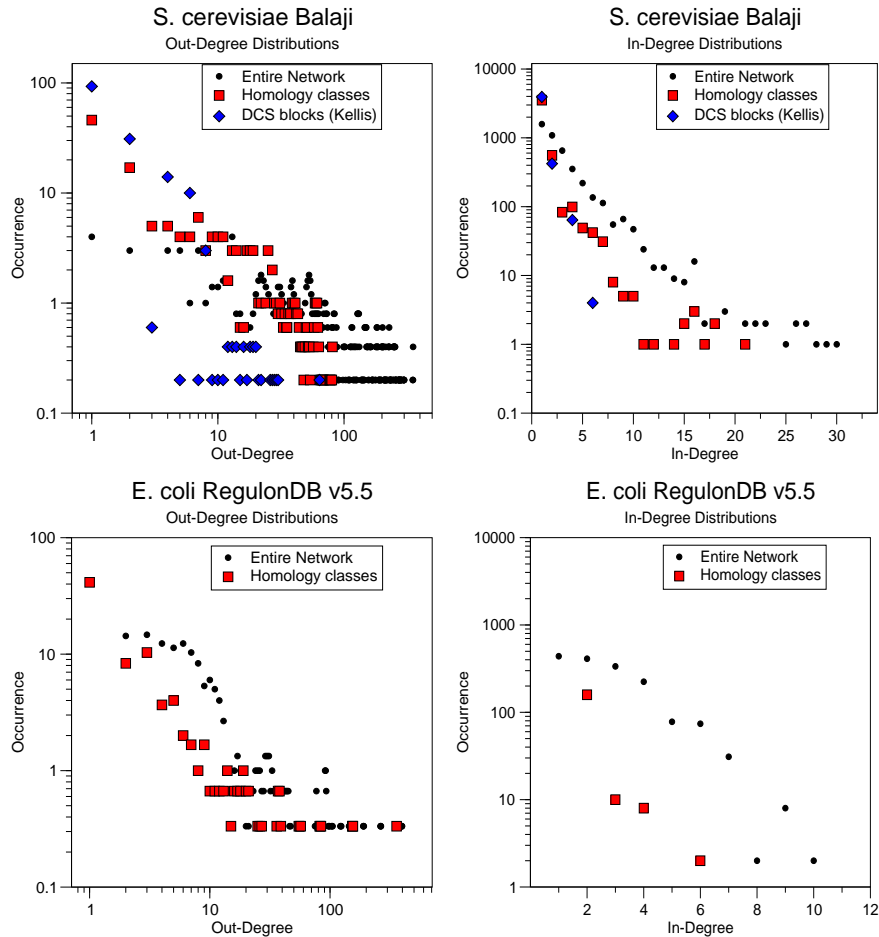 S. cerevisiae Balaji
Out-Degree Distributions
Entire Network
Homology classes
DCS blocks (Kellis)
Occurrence
100
10
1
0.1
1 10 100
Out-Degree
S. cerevisiae Balaji
In-Degree Distributions
Entire Network
Homology classes
DCS blocks (Kellis)
Occurrence
10000
1000
100
10
1
0.1
0 5 10 15 20 25 30
In-Degree
E. coli RegulonDB v5.5
Out-Degree Distributions
Entire Network
Homology classes
Occurrence
100
10
1
0.1
1 10 100
Out-Degree
E. coli RegulonDB v5.5
In-Degree Distributions
Entire Network
Homology classes
Occurrence
10000
1000
100
10
1
2 4 6 8 10 12
In-Degree